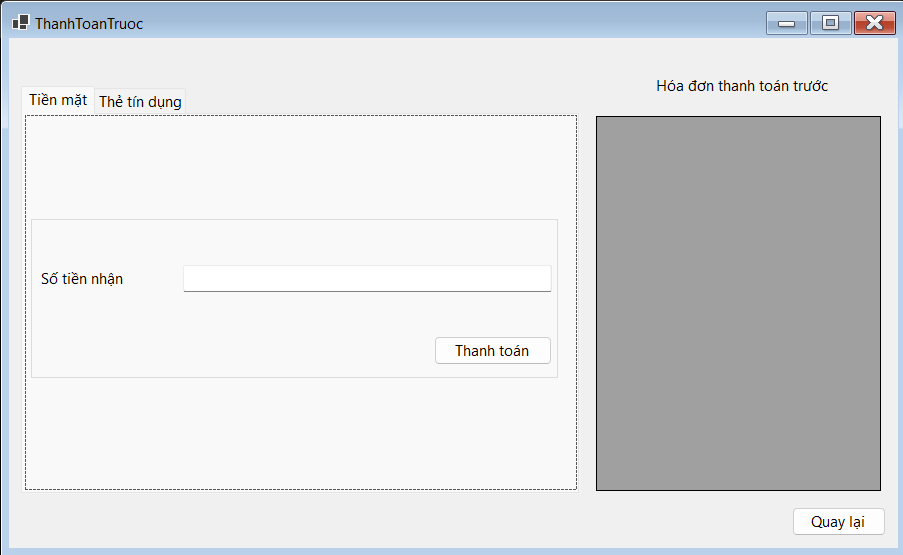 ThanhToanTruoc
Tiền mặt
Thẻ tín dụng
Hóa đơn thanh toán trước
Số tiền nhận
Thanh toán
Quay lại